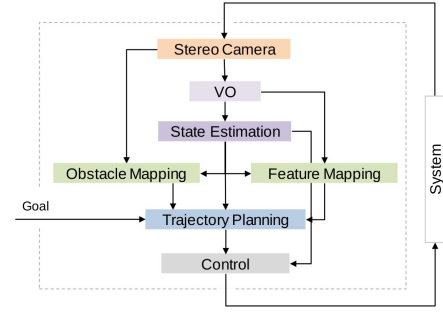 Stereo Camera
VO
State Estimation
Obstacle Mapping
Feature Mapping
System
Goal
Trajectory Planning
Control